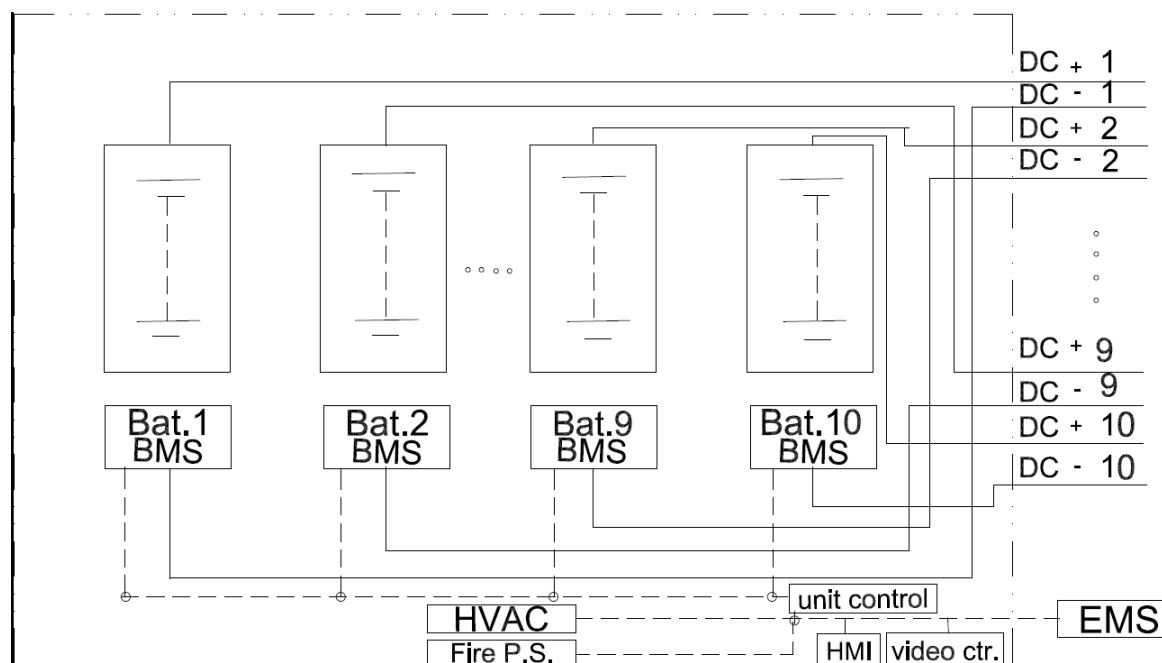 DC + 1
DC - 1
DC + 2
DC - 2
DC + 9
DC - 9
DC + 10
DC - 10
Bat.1
BMS
Bat.2
BMS
Bat.9
BMS
Bat.10
BMS
unit control
HVAC
EMS
Fire P.S.
HMI
video ctr.